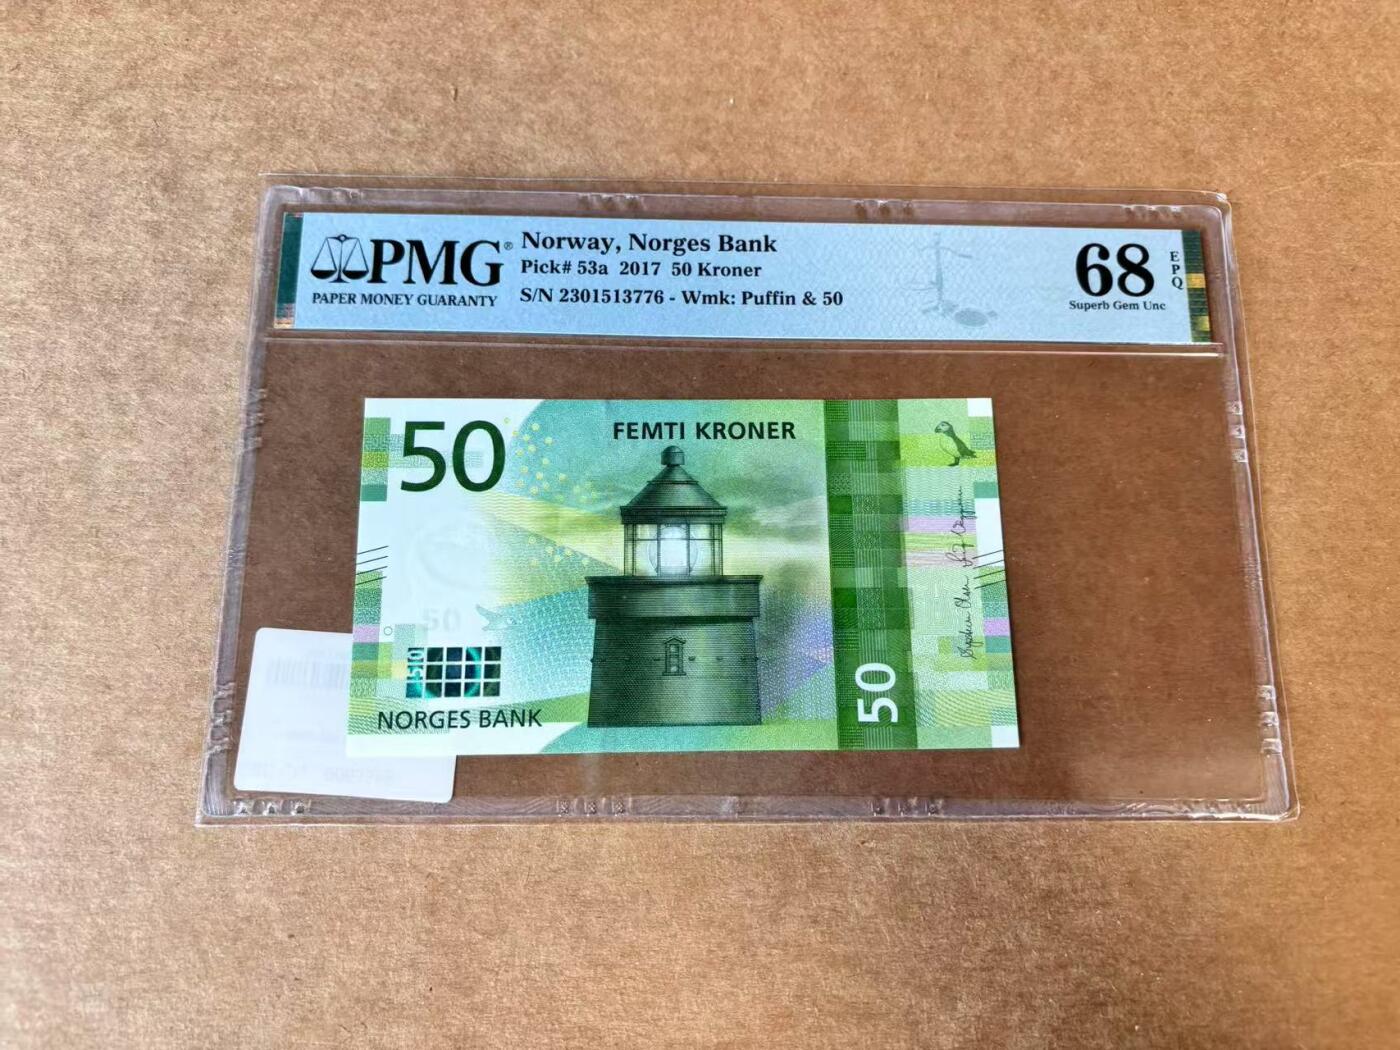 PMG®
PAPER MONEY GUARANTY
Norway, Norges Bank
Pick# 53a 2017 50 Kroner
S/N 2301513776 - Wmk: Puffin & 50
68
EPQ
Superb Gem Unc
50
FEMTI KRONER
50
50
NORGES BANK
50